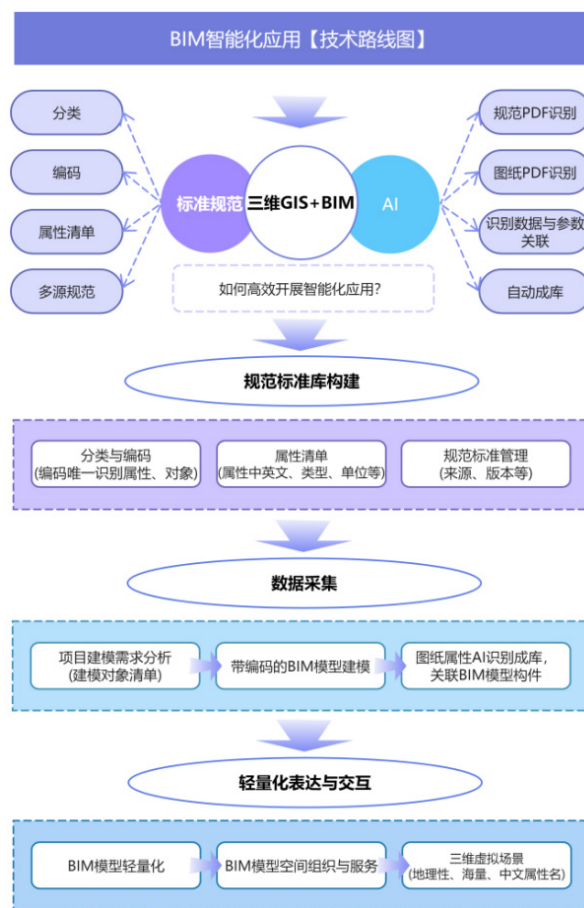 BIM智能化应用【技术路线图】
分类
编码
属性清单
多源规范
标准规范
三维GIS+BIM
AI
规范PDF识别
图纸PDF识别
识别数据与参数
关联
自动成库
如何高效开展智能化应用?
规范标准库构建
分类与编码
(编码唯一识别属性、对象)
属性清单
(属性中英文、类型、单位等)
规范标准管理
(来源、版本等)
数据采集
项目建模需求分析
(建模对象清单)
带编码的BIM模型建模
图纸属性AI识别成库，
关联BIM模型构件
轻量化表达与交互
BIM模型轻量化
BIM模型空间组织与服务
三维虚拟场景
(地理性、海量、中文属性名)